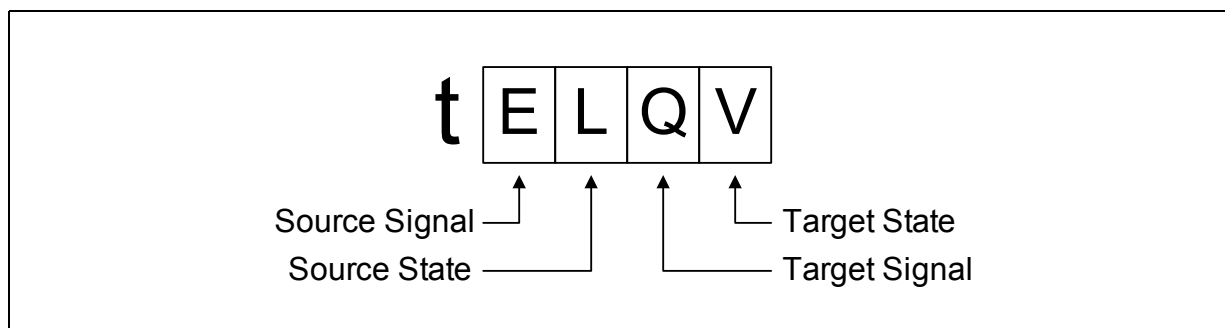 t E L Q V
Source Signal Target State
Source State Target Signal